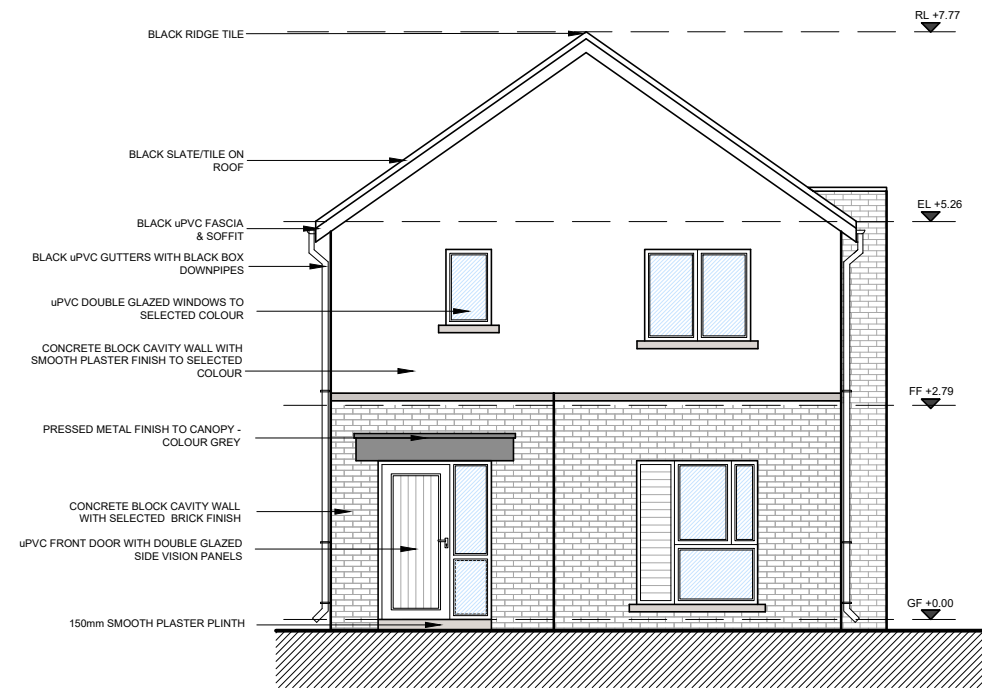 RL +7.77
BLACK RIDGE TILE
BLACK SLATE/TILE ON
ROOF
EL +5.26
BLACK uPVC FASCIA
& SOFFIT
BLACK uPVC GUTTERS WITH BLACK BOX
DOWNPIPES
uPVC DOUBLE GLAZED WINDOWS TO
SELECTED COLOUR
CONCRETE BLOCK CAVITY WALL WITH
SMOOTH PLASTER FINISH TO SELECTED
COLOUR
FF +2.79
PRESSED METAL FINISH TO CANOPY -
COLOUR GREY
CONCRETE BLOCK CAVITY WALL
WITH SELECTED BRICK FINISH
uPVC FRONT DOOR WITH DOUBLE GLAZED
SIDE VISION PANELS
GF +0.00
150mm SMOOTH PLASTER PLINTH